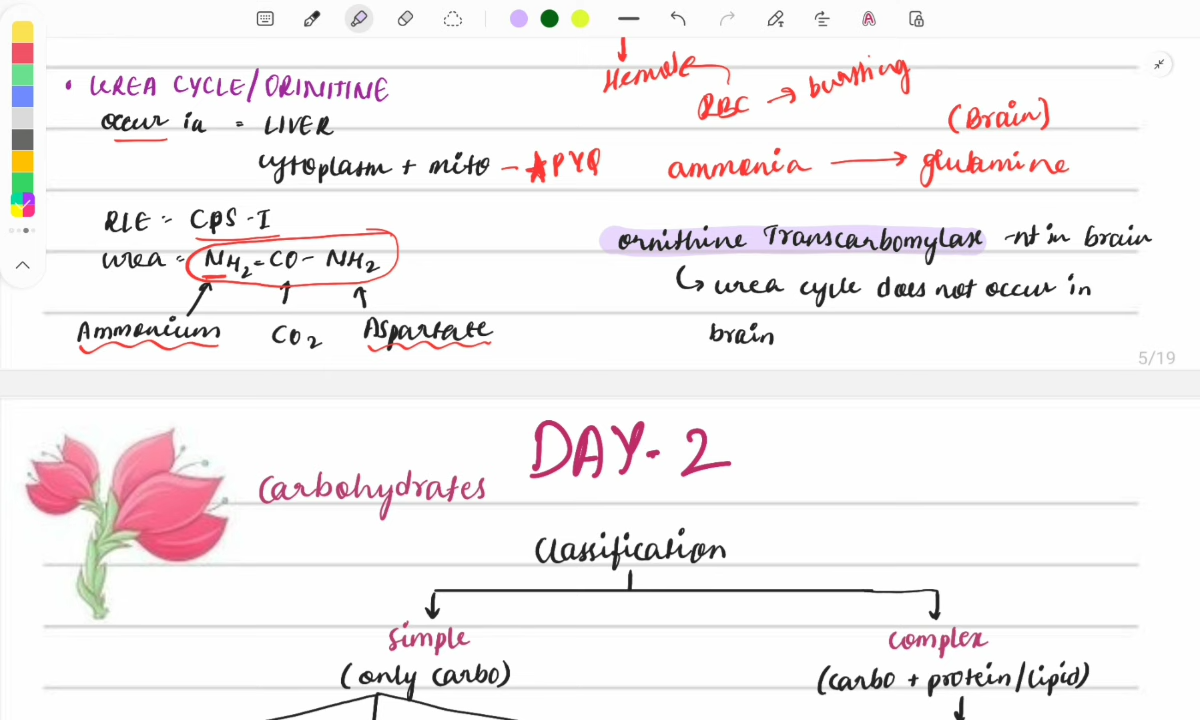 Hemole
RBC → bursting
• UREA CYCLE/ORINITINE
occur in = LIVER
(Brain)
cytoplasm + mito - ★PYQ
ammonia → glutamine
RLE = CPS-I
ornithine Transcarbomylase -nt in brain
urea = NH2-CO-NH2
↳ urea cycle does not occur in
brain
Ammonium CO2 Aspartate
5/19
DAY-2
Carbohydrates
Classification
Simple
(only carbo)
Complex
(carbo + protein/lipid)